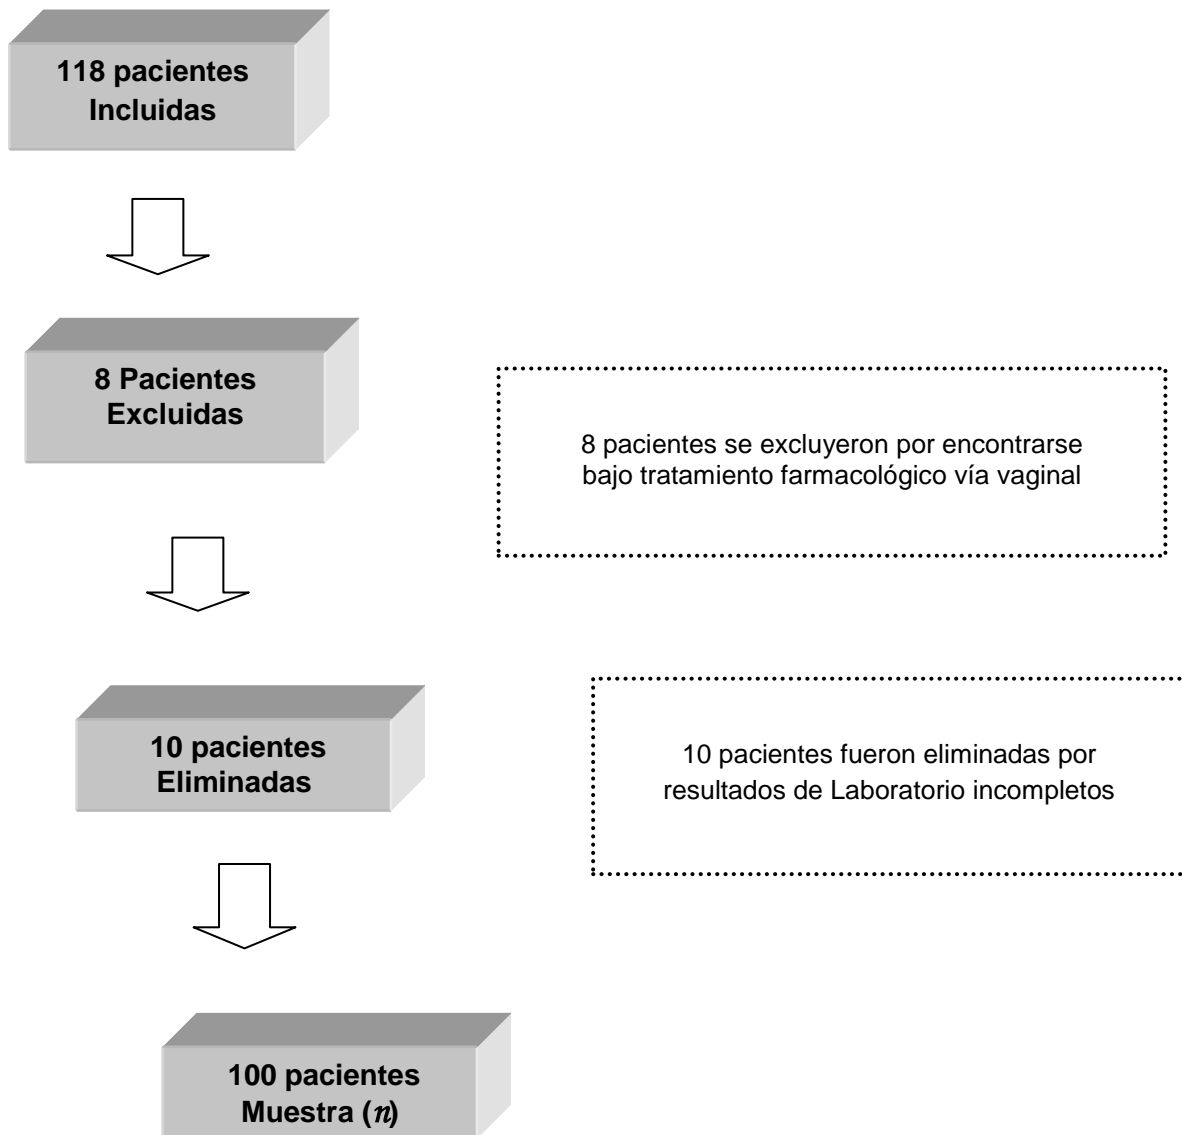 118 pacientes
Incluidas
8 Pacientes
Excluidas
8 pacientes se excluyeron por encontrarse
bajo tratamiento farmacológico vía vaginal
10 pacientes
Eliminadas
10 pacientes fueron eliminadas por
resultados de Laboratorio incompletos
100 pacientes
Muestra (n)